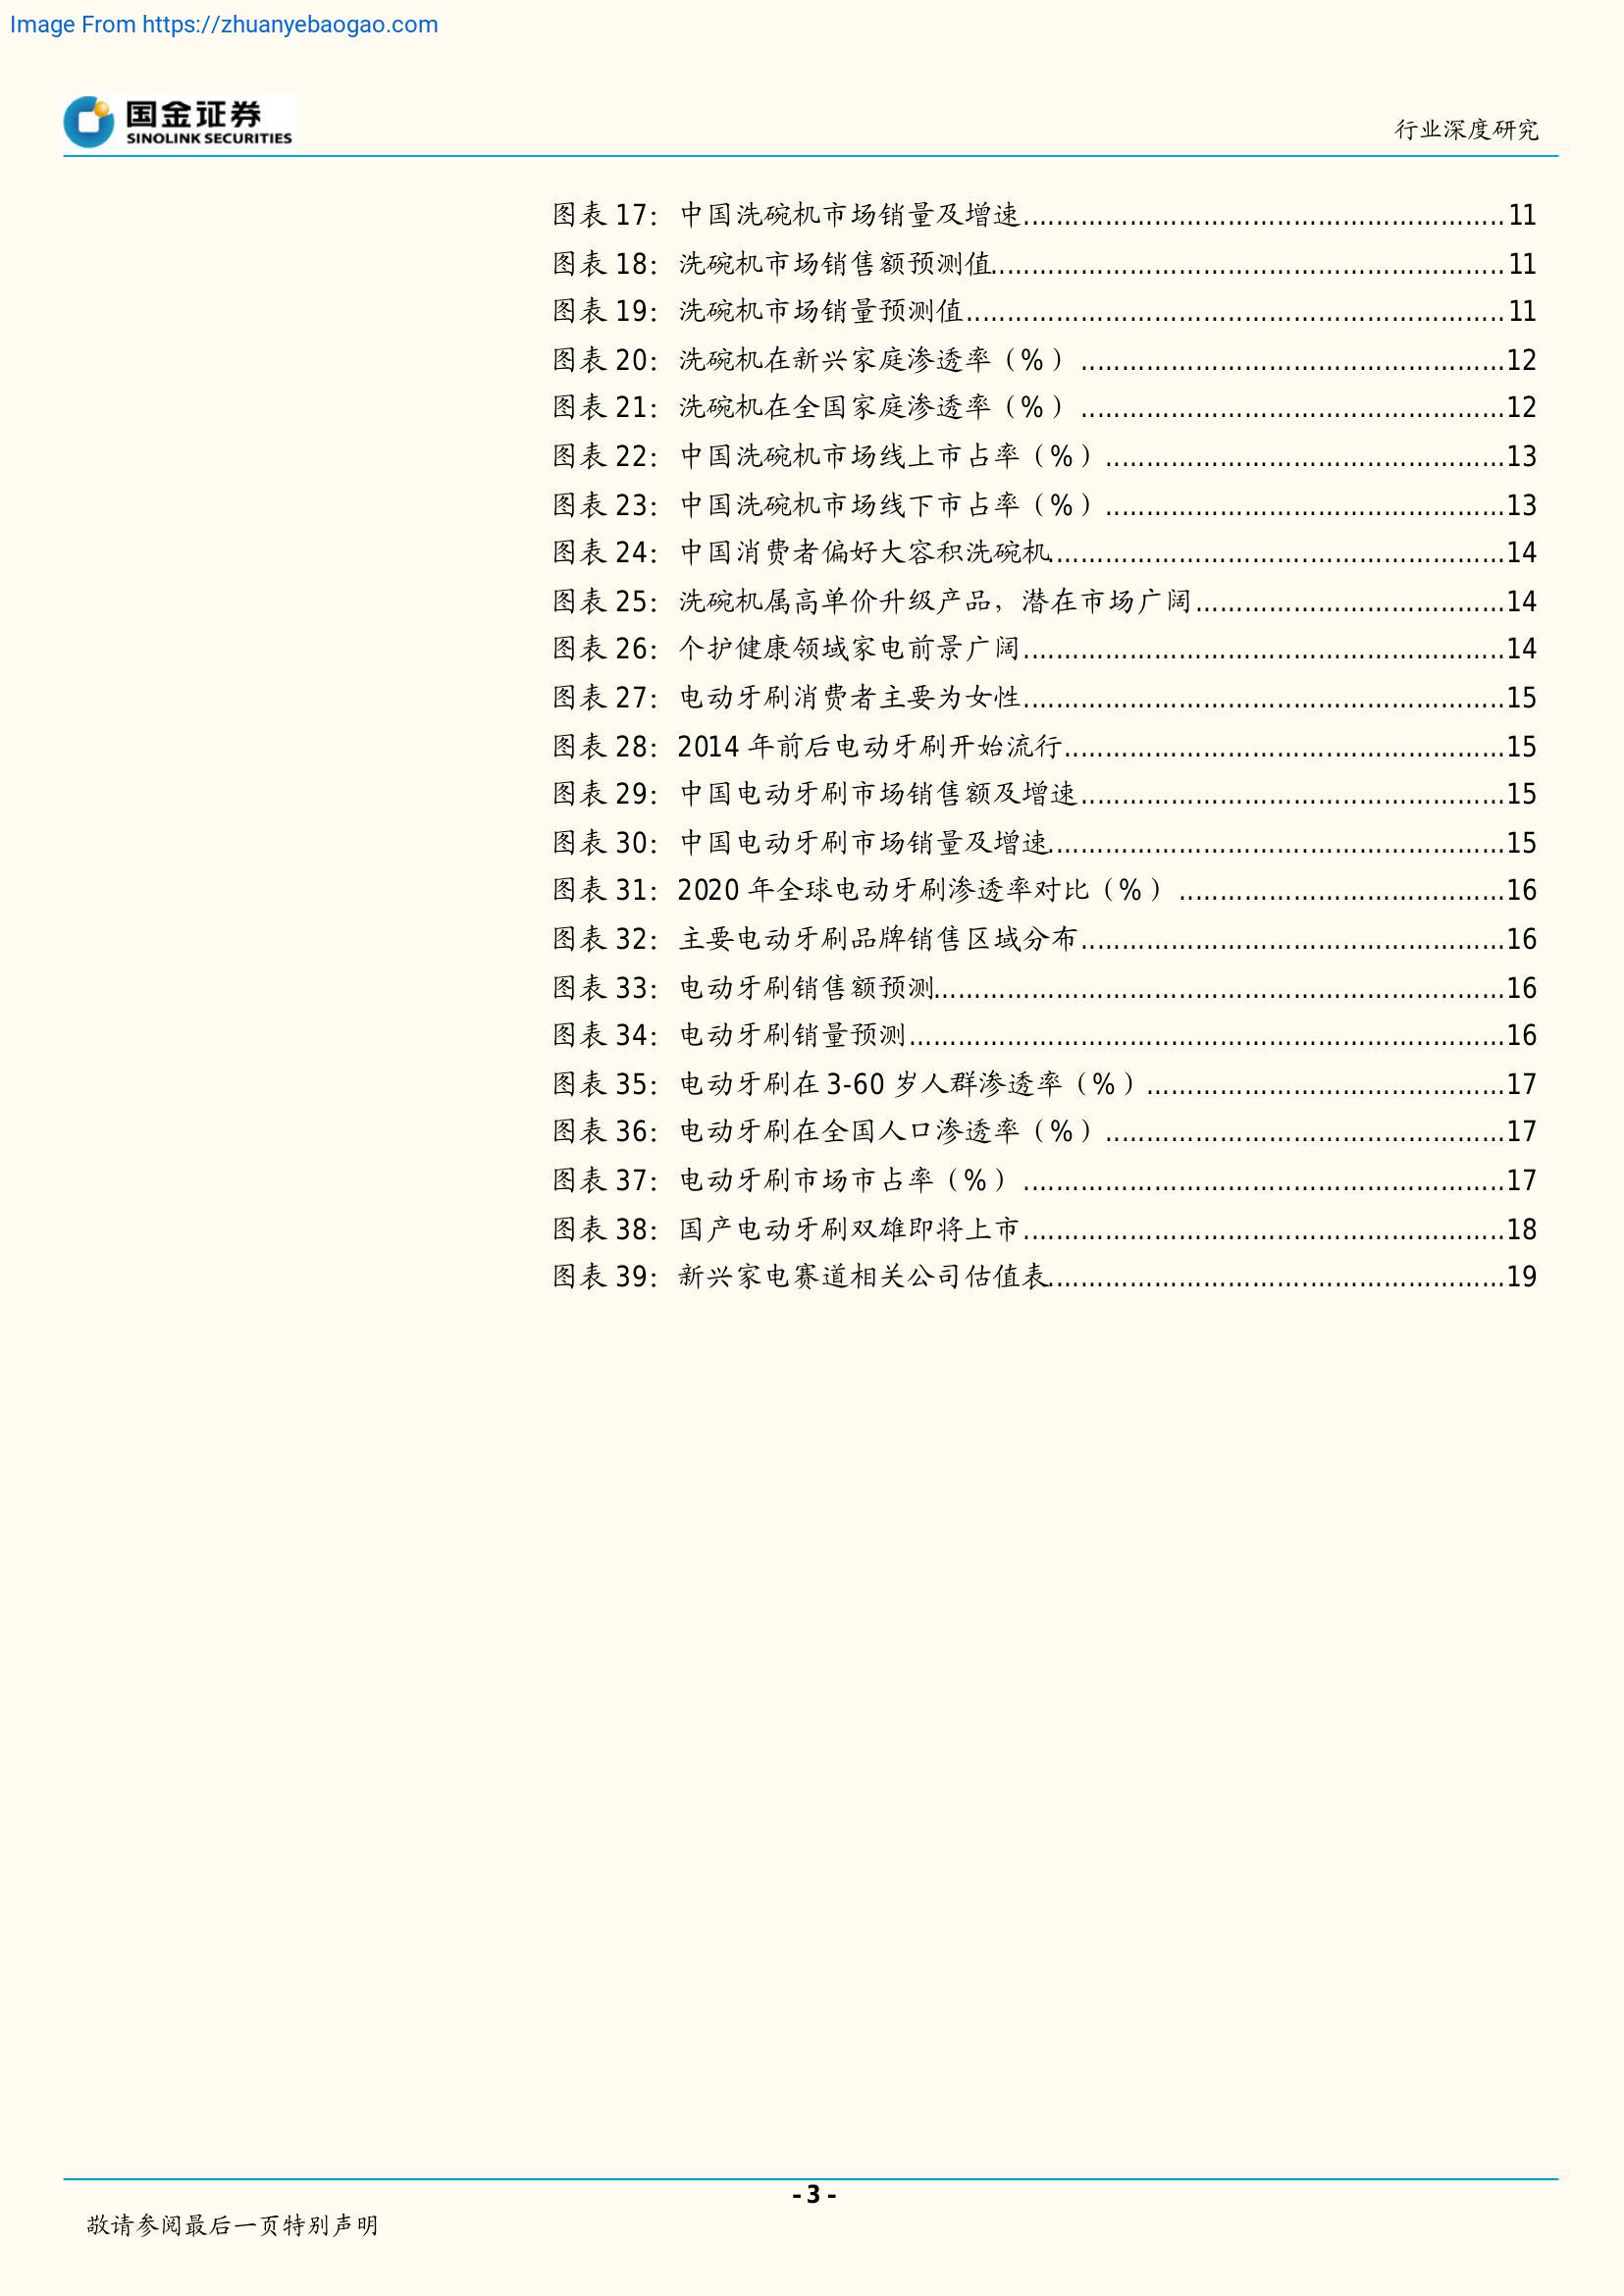 Image From https://zhuanyebaogao.com
国金证券
SINOLINK SECURITIES
行业深度研究
图表 17：中国洗碗机市场销量及增速............................................................11
图表 18：洗碗机市场销售额预测值............................................................11
图表 19：洗碗机市场销量预测值............................................................11
图表 20：洗碗机在新兴家庭渗透率（%）............................................................12
图表 21：洗碗机在全国家庭渗透率（%）............................................................12
图表 22：中国洗碗机市场线上市占率（%）............................................................13
图表 23：中国洗碗机市场线下市占率（%）............................................................13
图表 24：中国消费者偏好大容积洗碗机............................................................14
图表 25：洗碗机属高单价升级产品，潜在市场广阔............................................................14
图表 26：个护健康领域家电前景广阔............................................................14
图表 27：电动牙刷消费者主要为女性............................................................15
图表 28：2014 年前后电动牙刷开始流行............................................................15
图表 29：中国电动牙刷市场销售额及增速............................................................15
图表 30：中国电动牙刷市场销量及增速............................................................15
图表 31：2020 年全球电动牙刷渗透率对比（%）............................................................16
图表 32：主要电动牙刷品牌销售区域分布............................................................16
图表 33：电动牙刷销售额预测............................................................16
图表 34：电动牙刷销量预测............................................................16
图表 35：电动牙刷在 3-60 岁人群渗透率（%）............................................................17
图表 36：电动牙刷在全国人口渗透率（%）............................................................17
图表 37：电动牙刷市场市占率（%）............................................................17
图表 38：国产电动牙刷双雄即将上市............................................................18
图表 39：新兴家电赛道相关公司估值表............................................................19
- 3 -
敬请参阅最后一页特别声明